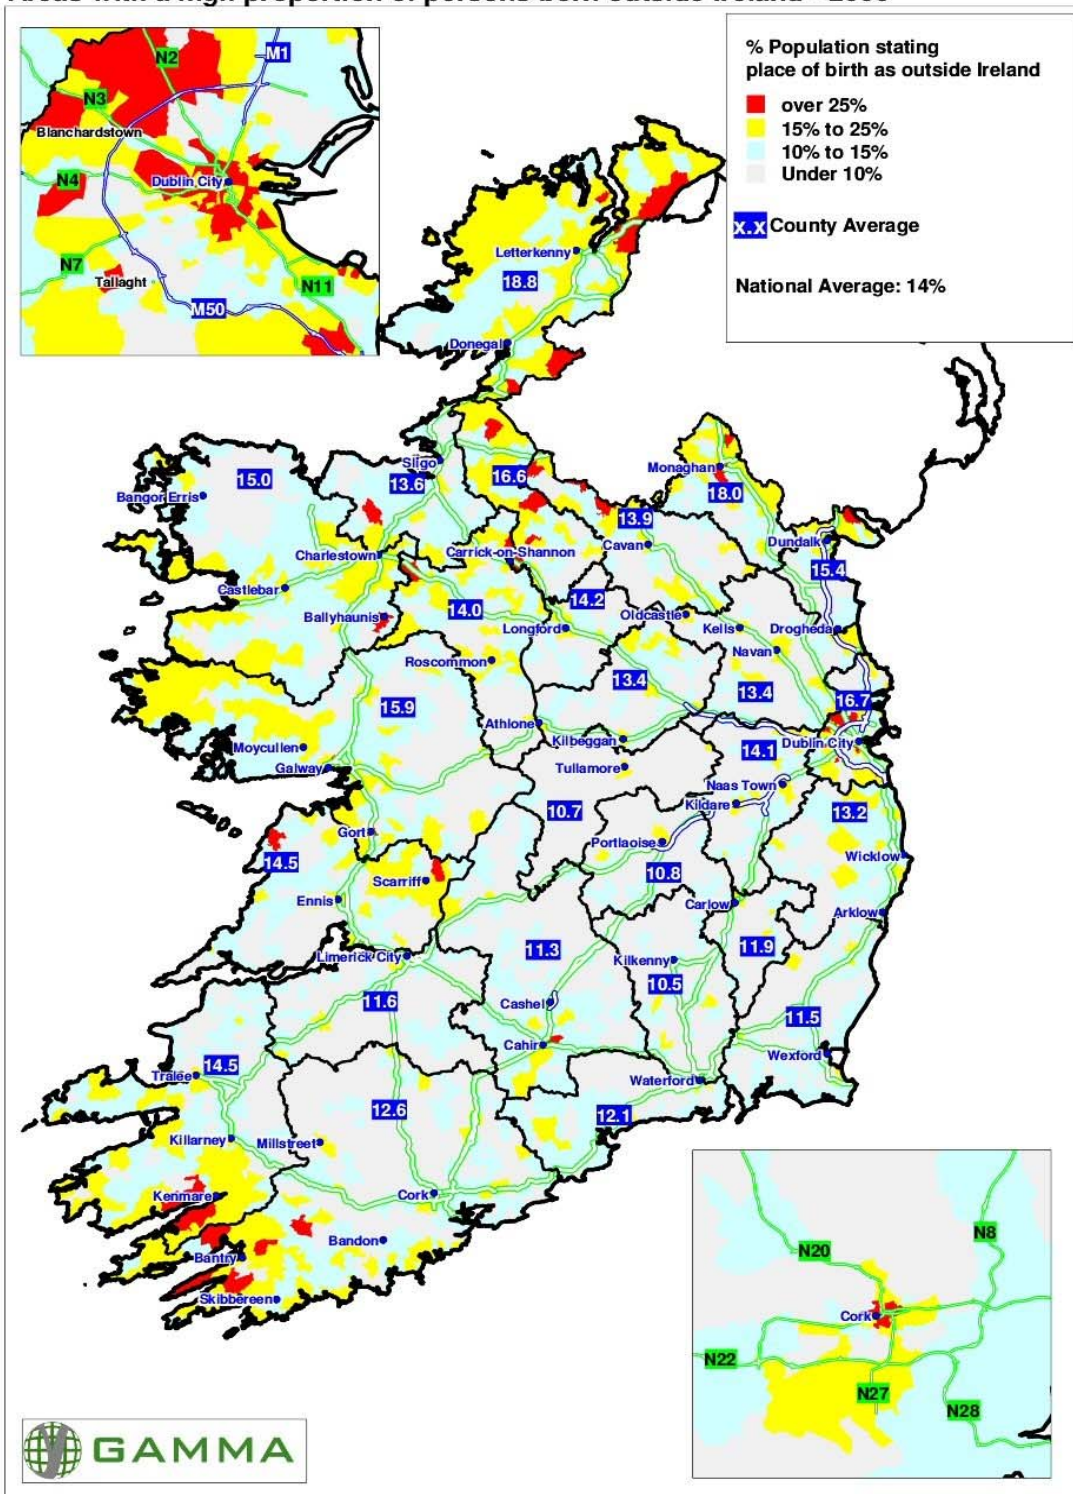 % Population stating
place of birth as outside Ireland
over 25%
15% to 25%
10% to 15%
Under 10%
x.x County Average
National Average: 14%
N2
M1
N3
Blanchardstown
N4
Dublin City
N7
Tallaght
N11
M50
Letterkenny
18.8
Donegal
Sligo
13.6
16.6
Monaghan
18.0
15.0
Bangor Erris
13.9
Cavan
Dundalk
15.4
Charlestown
Carrick-on-Shannon
Castlebar
14.2
Ballyhaunis
14.0
Longford
Oldcastle
Kells
Drogheda
Navan
Roscommon
13.4
13.4
16.7
15.9
Athlone
Kilbeggan
14.1
Dublin City
Moycullen
Galway
Tullamore
Naas Town
Kildare
10.7
13.2
Gort
Portlaoise
14.5
10.8
Wicklow
Scarriff
Ennis
Carlow
Arklow
Limerick City
11.3
Kilkenny
11.9
10.5
11.6
Cashel
11.5
Cahir
Wexford
14.5
Tralee
Waterford
12.6
12.1
Killarney
Millstreet
Kenmare
Cork
Bandon
Bantry
Skibbereen
N20
N8
Cork
N22
N27
N28
GAMMA